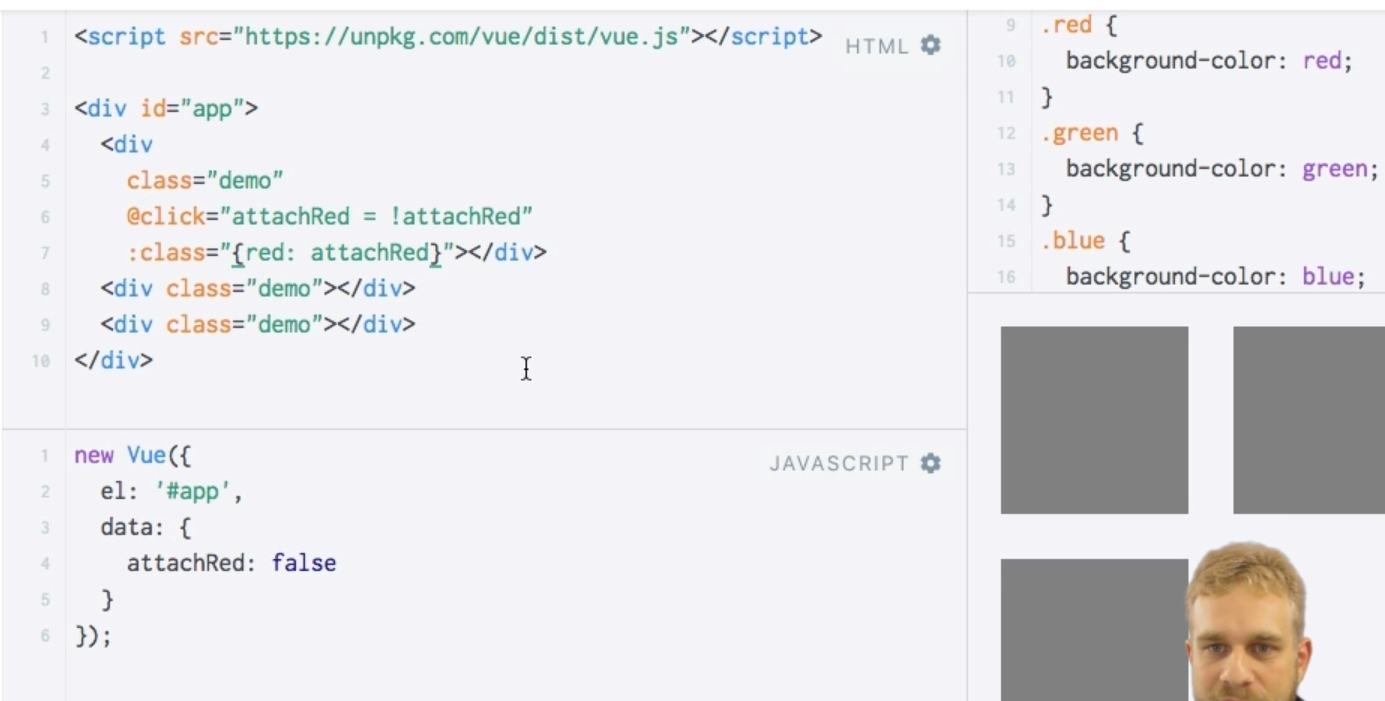 1 <script src="https://unpkg.com/vue/dist/vue.js"></script>
HTML
2
3 <div id="app">
4 <div
5 class="demo"
6 @click="attachRed = !attachRed"
7 :class="{red: attachRed}"></div>
8 <div class="demo"></div>
9 <div class="demo"></div>
10 </div>
1 new Vue({
JAVASCRIPT
2 el: '#app',
3 data: {
4 attachRed: false
5 }
6 });
9 .red {
10 background-color: red;
11 }
12 .green {
13 background-color: green;
14 }
15 .blue {
16 background-color: blue;